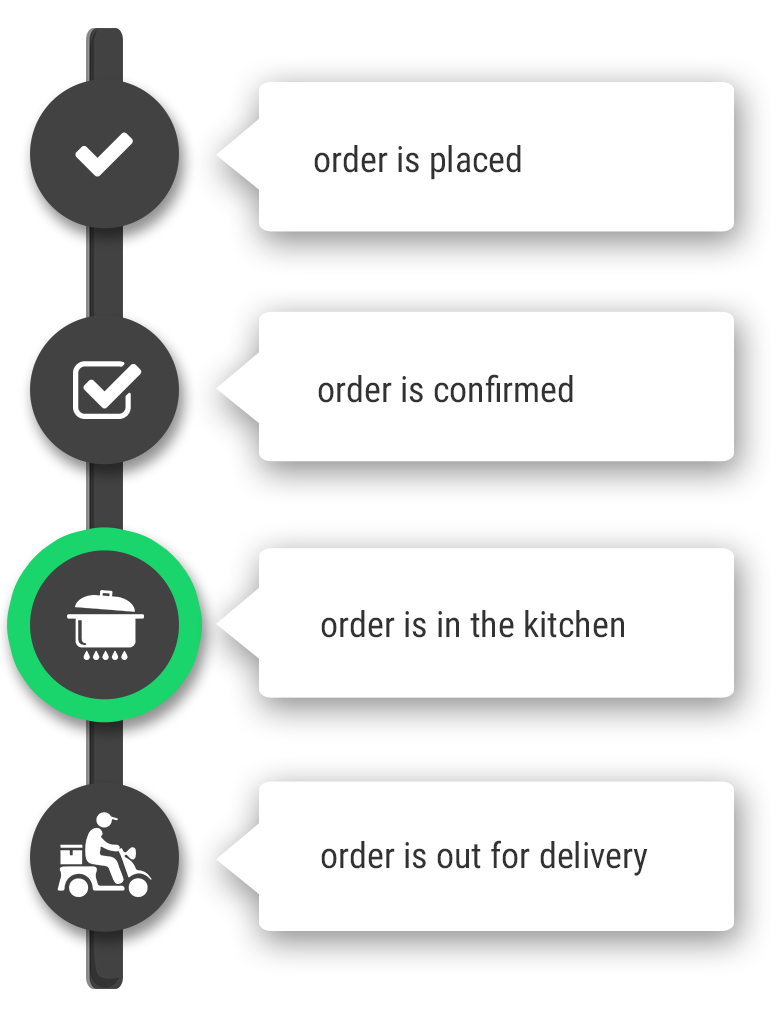 order is placed
order is confirmed
order is in the kitchen
order is out for delivery